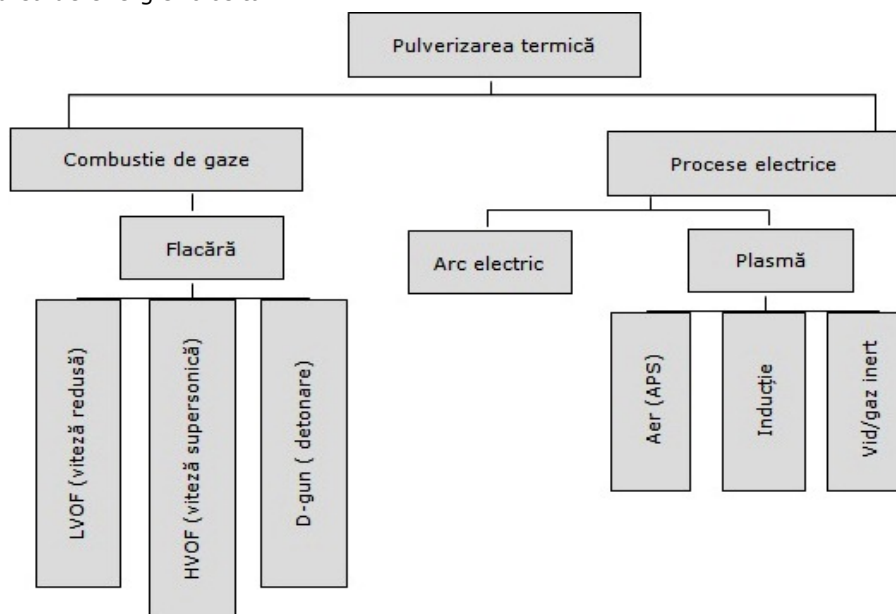 Pulverizarea termică
Combustie de gaze
Procese electrice
Flacără
Arc electric
Plasmă
LVOF (viteză redusă)
HVOF (viteză supersonică)
D-gun ( detonare)
Aer (APS)
Inducție
Vid/gaz inert